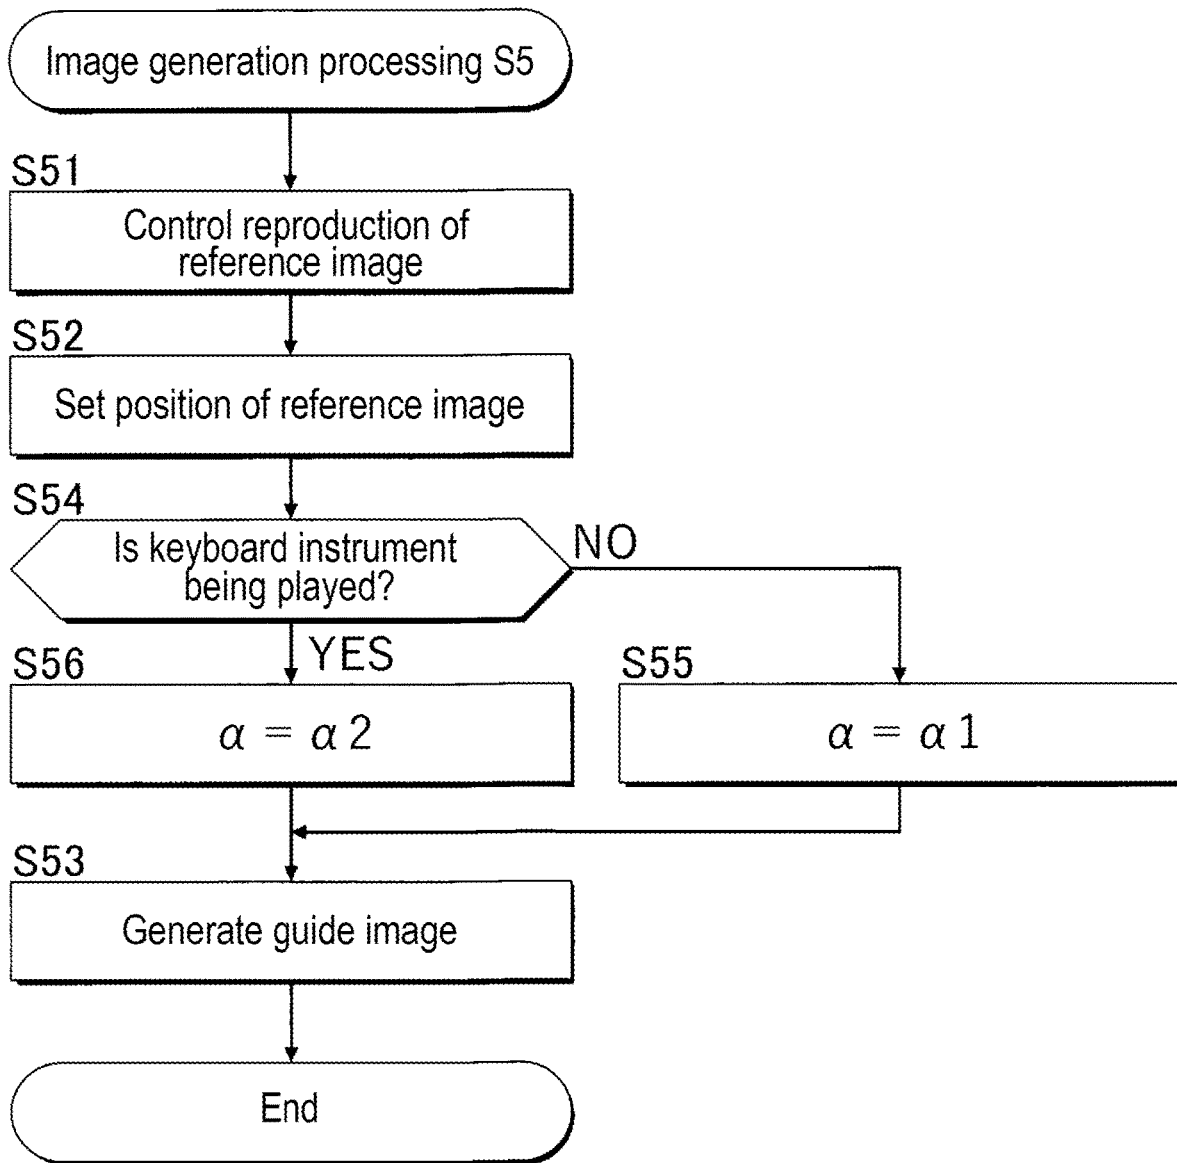 Image generation processing S5
S51
Control reproduction of
reference image
S52
Set position of reference image
S54
Is keyboard instrument
being played?
NO
YES
S56
α = α 2
S55
α = α 1
S53
Generate guide image
End